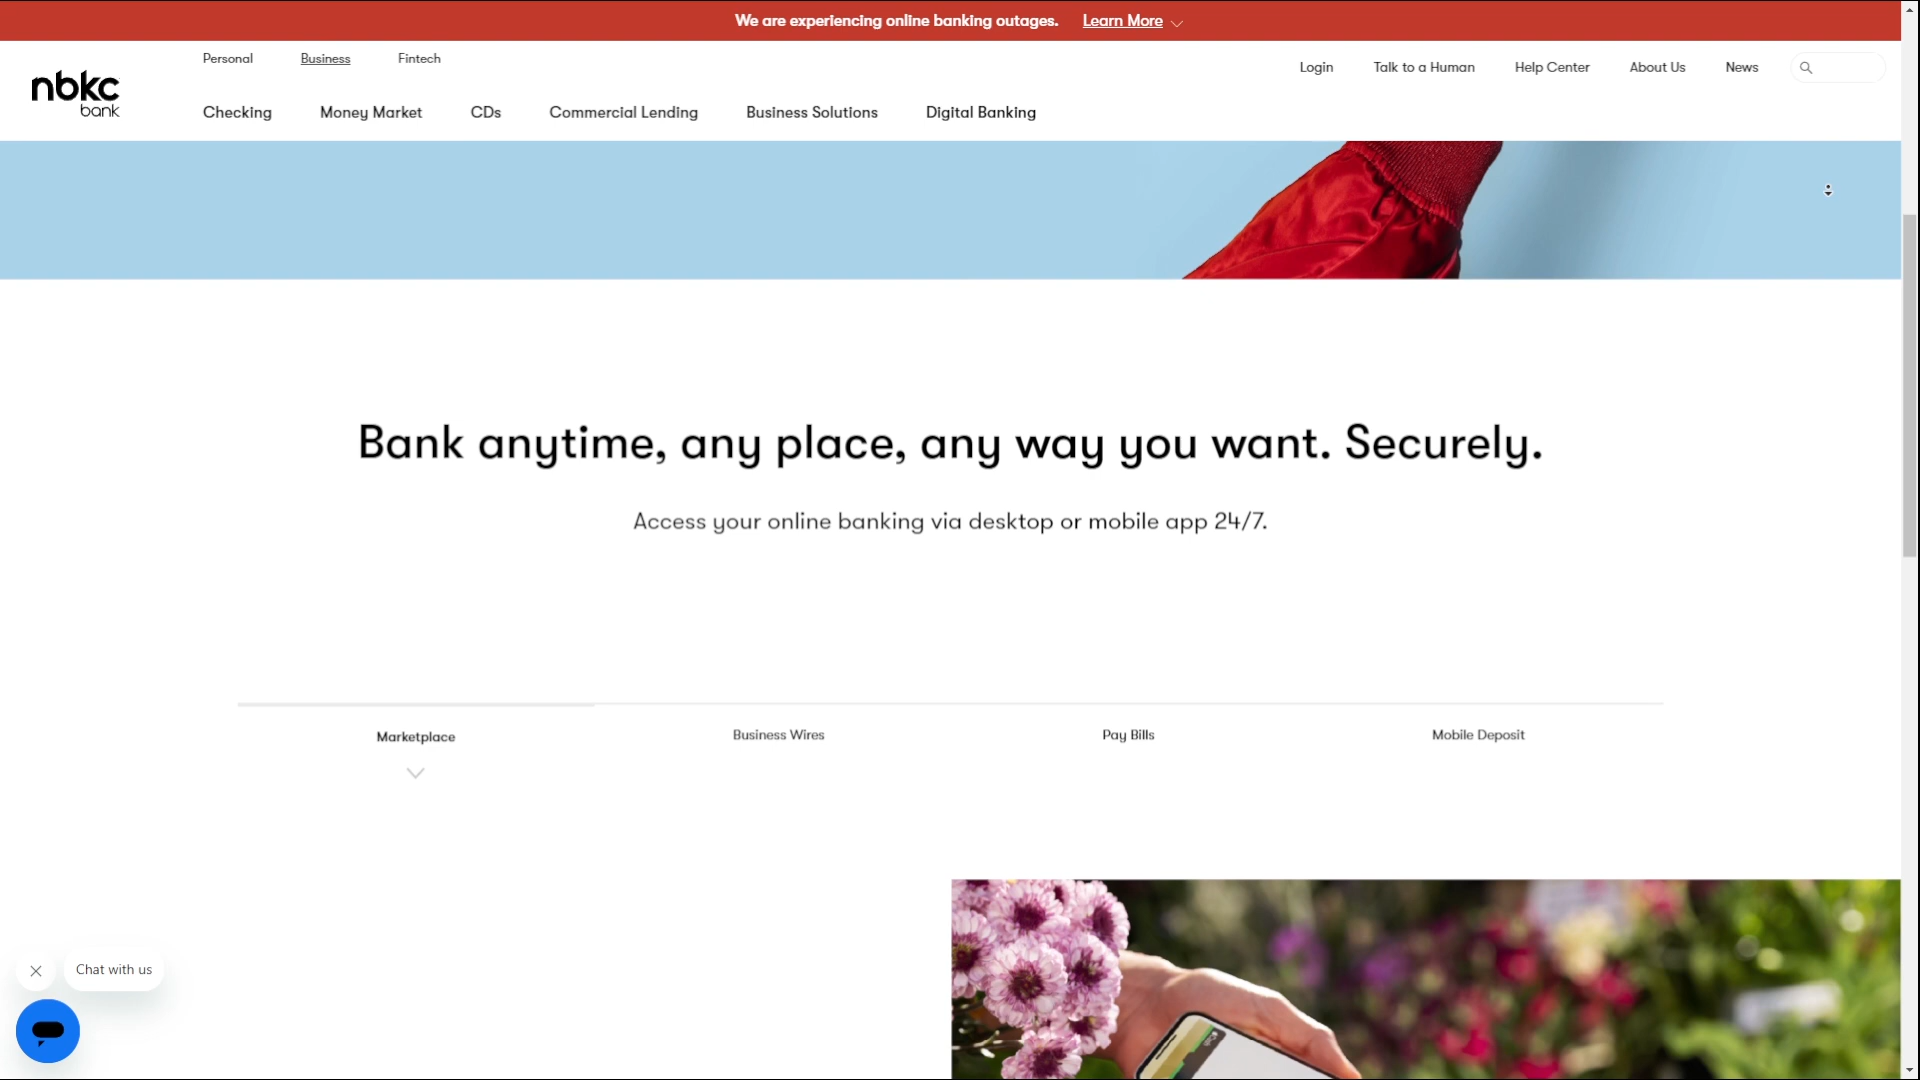 We are experiencing online banking outages. Learn More
Personal Business Fintech
Login Talk to a Human Help Center About Us News
nbkc
bank
Checking Money Market CDs Commercial Lending Business Solutions Digital Banking
Bank anytime, any place, any way you want. Securely.
Access your online banking via desktop or mobile app 24/7.
Marketplace Business Wires Pay Bills Mobile Deposit
Chat with us